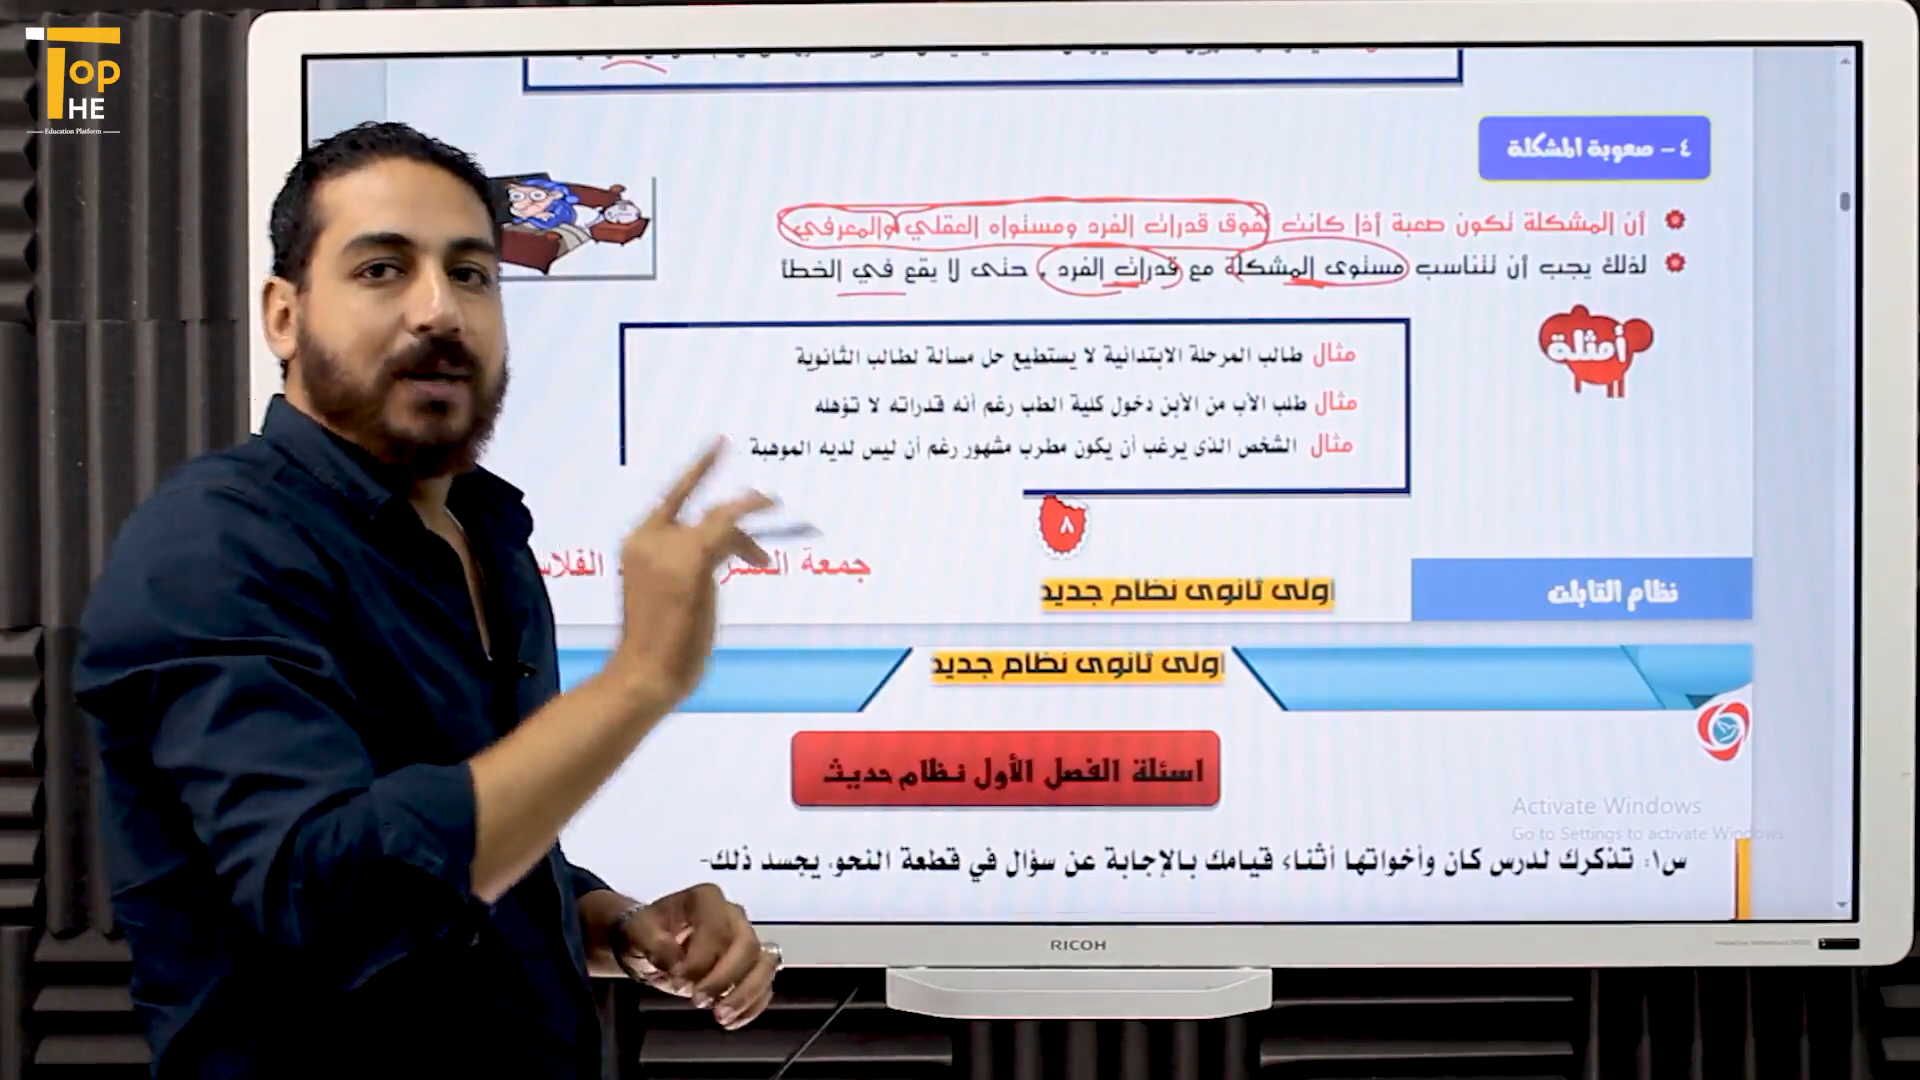 TOP
THE
Education Platform
٤ - صعوبة المشكلة
أن المشكلة تكون صعبة أذا كانت تفوق قدرات الفرد ومستواه العقلي والمعرفي
لذلك يجب أن تتناسب مستوى المشكلة مع قدرات الفرد ، حتى لا يقع في الخطأ
أمثلة
مثال طالب المرحلة الابتدائية لا يستطيع حل مسألة لطالب الثانوية
مثال طلب الأب من الأبن دخول كلية الطب رغم أنه قدراته لا تؤهله
مثال الشخص الذى يرغب أن يكون مطرب مشهور رغم أن ليس لديه الموهبة .
٨
جمعة
نظام التابلت
اولى ثانوى نظام جديد
اولى ثانوى نظام جديد
اسئلة الفصل الأول نظام حديث
Activate Windows
Go to Settings to activate Windows
س١: تذكرك لدرس كان وأخواتها أثناء قيامك بالإجابة عن سؤال في قطعة النحو، يجسد ذلك-
RICOH